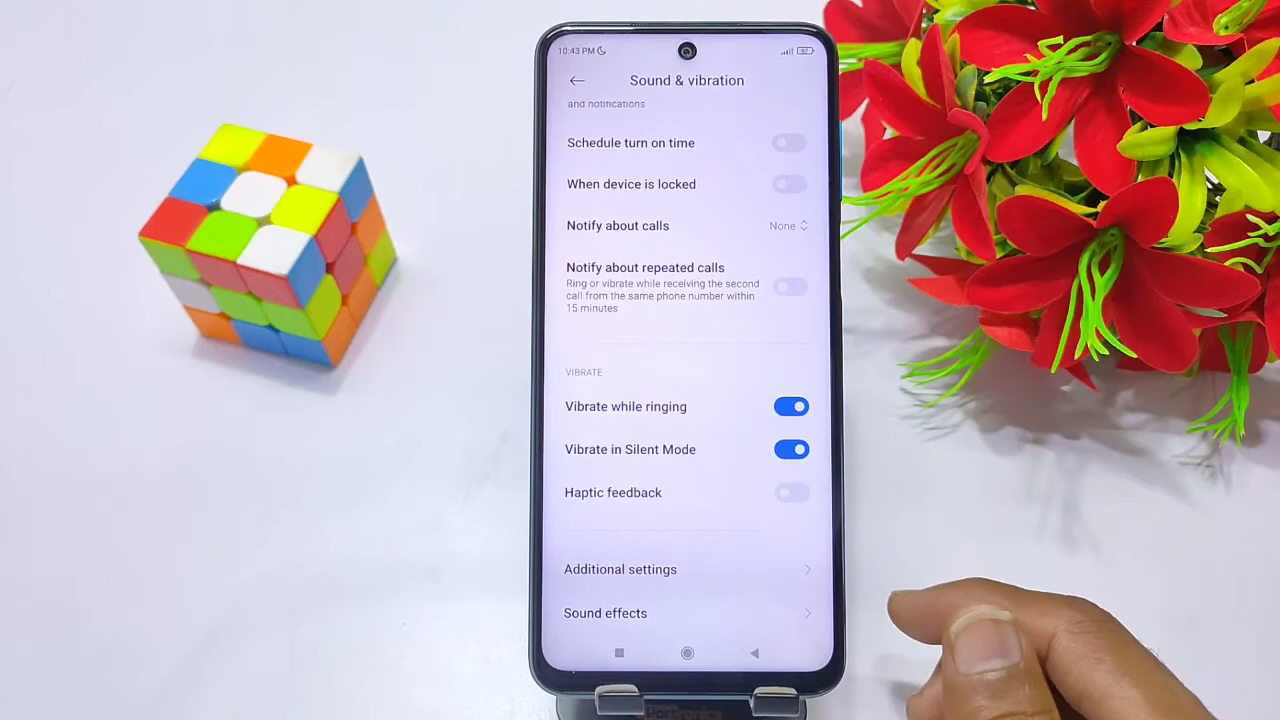 10:43 PM
67
Sound & vibration
and notifications
Schedule turn on time
When device is locked
Notify about calls
None
Notify about repeated calls
Ring or vibrate while receiving the second
call from the same phone number within
15 minutes
VIBRATE
Vibrate while ringing
Vibrate in Silent Mode
Haptic feedback
Additional settings
Sound effects
Portronics